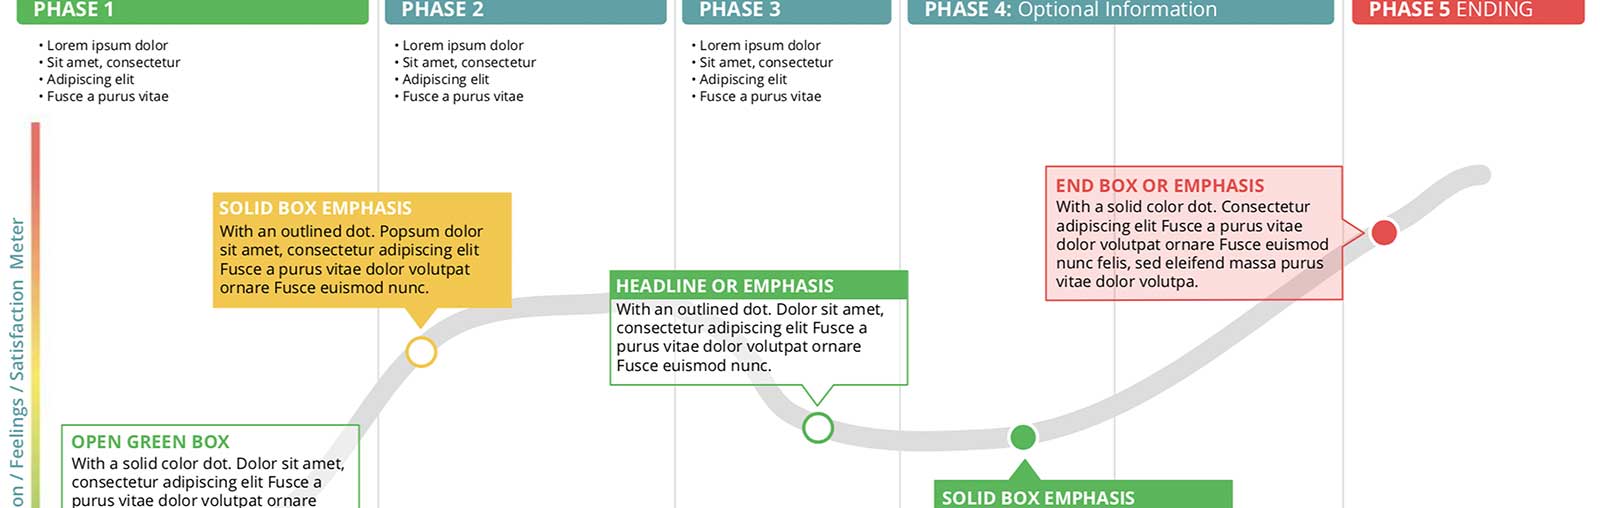 PHASE 1
PHASE 2
PHASE 3
PHASE 4: Optional Information
PHASE 5 ENDING
• Lorem ipsum dolor
• Sit amet, consectetur
• Adipiscing elit
• Fusce a purus vitae
• Lorem ipsum dolor
• Sit amet, consectetur
• Adipiscing elit
• Fusce a purus vitae
• Lorem ipsum dolor
• Sit amet, consectetur
• Adipiscing elit
• Fusce a purus vitae
on / Feelings / Satisfaction Meter
SOLID BOX EMPHASIS
With an outlined dot. Popsum dolor
sit amet, consectetur adipiscing elit
Fusce a purus vitae dolor volutpat
ornare Fusce euismod nunc.
HEADLINE OR EMPHASIS
With an outlined dot. Dolor sit amet,
consectetur adipiscing elit Fusce a
purus vitae dolor volutpat ornare
Fusce euismod nunc.
END BOX OR EMPHASIS
With a solid color dot. Consectetur
adipiscing elit Fusce a purus vitae
dolor volutpat ornare Fusce euismod
nunc felis, sed eleifend massa purus
vitae dolor volutpa.
OPEN GREEN BOX
With a solid color dot. Dolor sit amet,
consectetur adipiscing elit Fusce a
purus vitae dolor volutpat ornare
SOLID BOX EMPHASIS